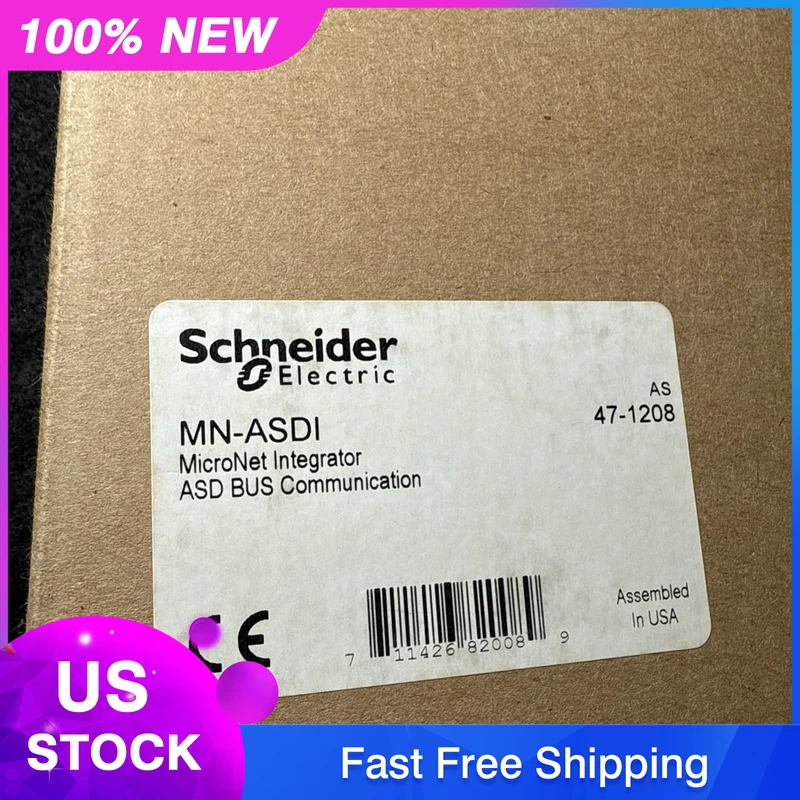 100% NEW
Schneider
Electric
AS
47-1208
MN-ASDI
MicroNet Integrator
ASD BUS Communication
Assembled
In USA
CE
7 11426 82008 9
US
STOCK
Fast Free Shipping